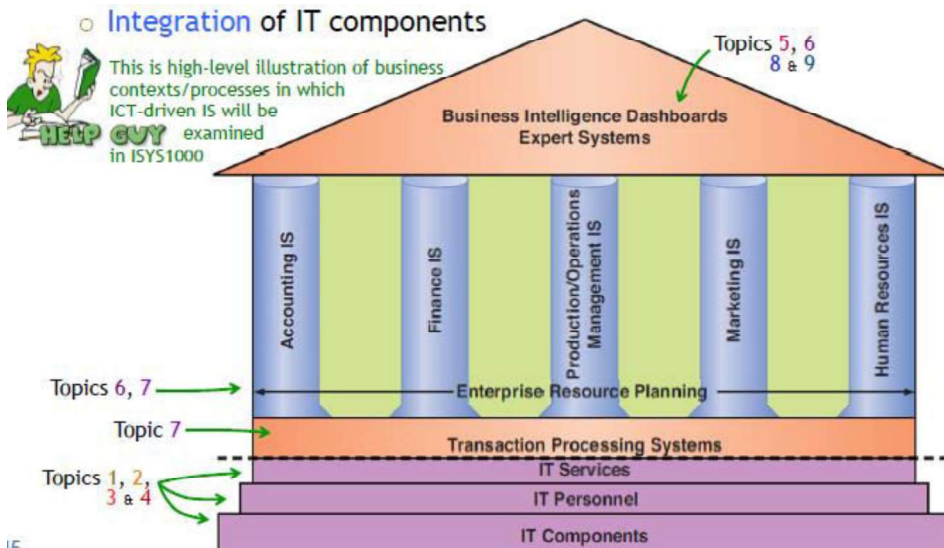 Integration of IT components
This is high-level illustration of business
contexts/processes in which
ICT-driven IS will be
HELP GUY examined
in ISYS1000
Topics 5, 6
8 & 9
Business Intelligence Dashboards
Expert Systems
Accounting IS
Finance IS
Production/Operations
Management IS
Marketing IS
Human Resources IS
Topics 6, 7
Enterprise Resource Planning
Topic 7
Transaction Processing Systems
Topics 1, 2,
3 & 4
IT Services
IT Personnel
IT Components